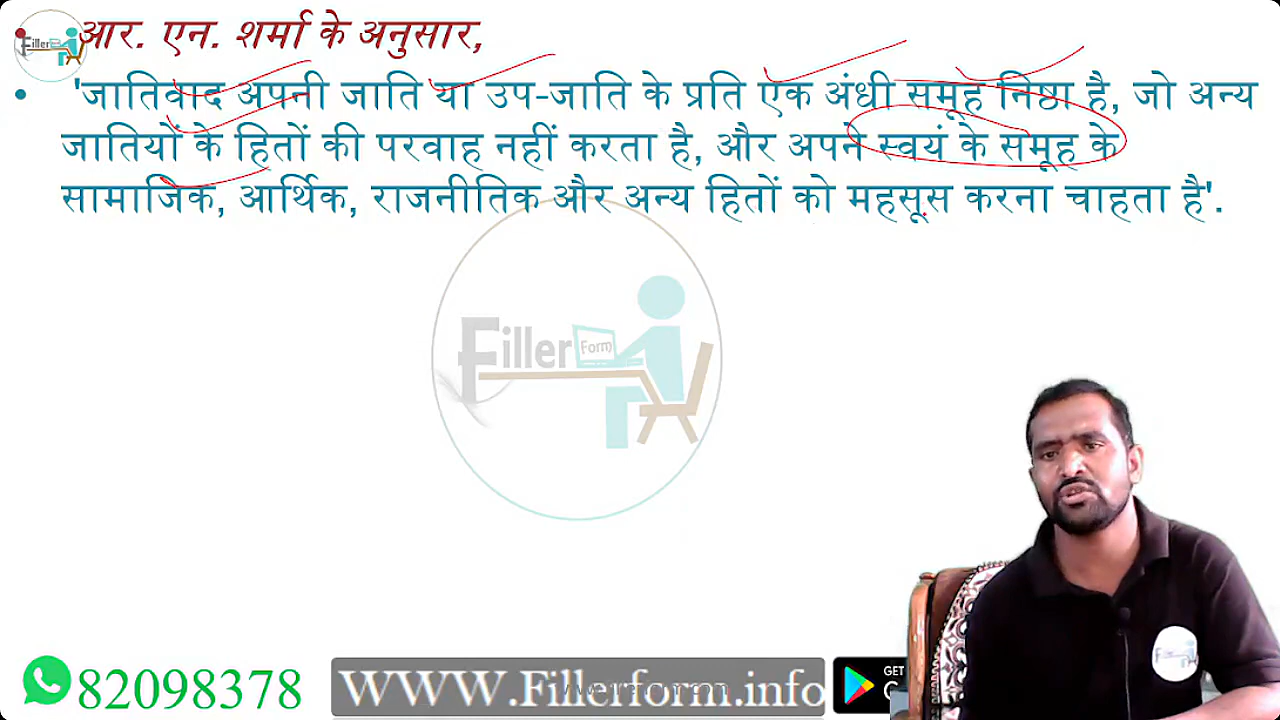 आर. एन. शर्मा के अनुसार,
• 'जातिवाद अपनी जाति या उप-जाति के प्रति एक अंधी समूह निष्ठा है, जो अन्य
जातियों के हितों की परवाह नहीं करता है, और अपने स्वयं के समूह के
सामाजिक, आर्थिक, राजनीतिक और अन्य हितों को महसूस करना चाहता है'.
Filler Form
82098378
WWW.Fillerform.info
GET